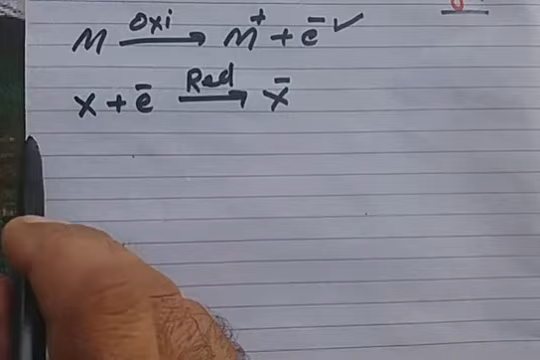 M —Oxi→ M⁺ + e⁻ ✓
X + e⁻ —Red→ X⁻